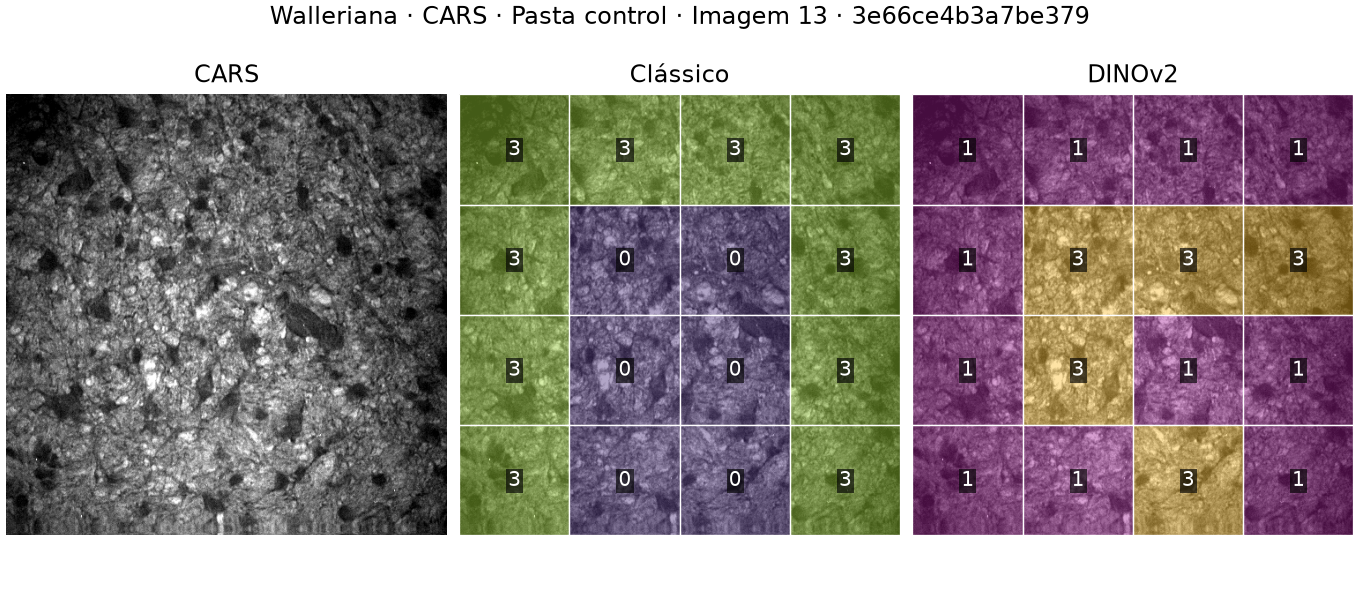 Walleriana · CARS · Pasta control · Imagem 13 · 3e66ce4b3a7be379
CARS
Clássico
DINOv2
3 3 3 3
3 0 0 3
3 0 0 3
3 0 0 3
1 1 1 1
1 3 3 3
1 3 1 1
1 1 3 1